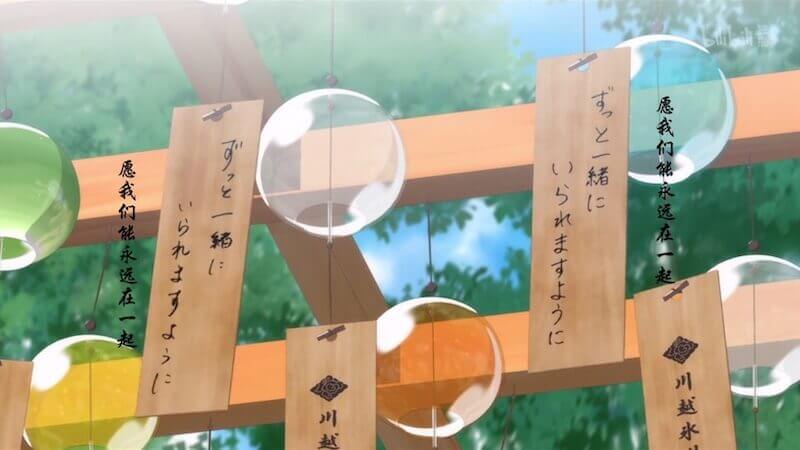 愿我们能永远在一起
ずっと一緒に
いられますように
川越
ずっと一緒に
いられますように
愿我们能永远在一起
川越氷
bilibili